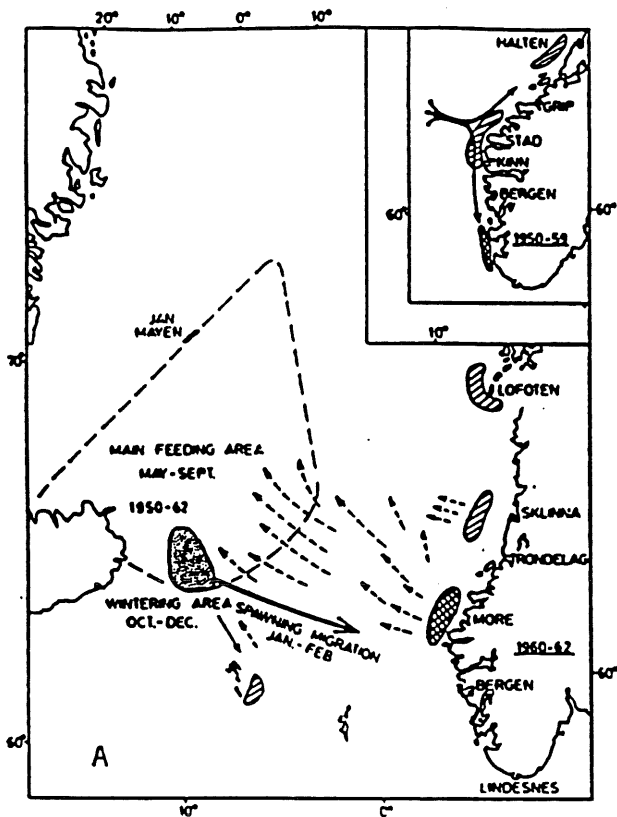 20° 10° 0° 10°
HALTEN
GRIP
STAD
KINN
BERGEN
60° 60°
1950-59
10°
JAN
MAYEN
70°
LOFOTEN
MAIN FEEDING AREA
MAY-SEPT.
1950-62
SKLINNA
TRONDELAG
WINTERING AREA
OCT.-DEC.
SPAWNING MIGRATION
JAN.-FEB
MORE
1960-62
60°
BERGEN
60°
A
LINDESNES
10° 0°